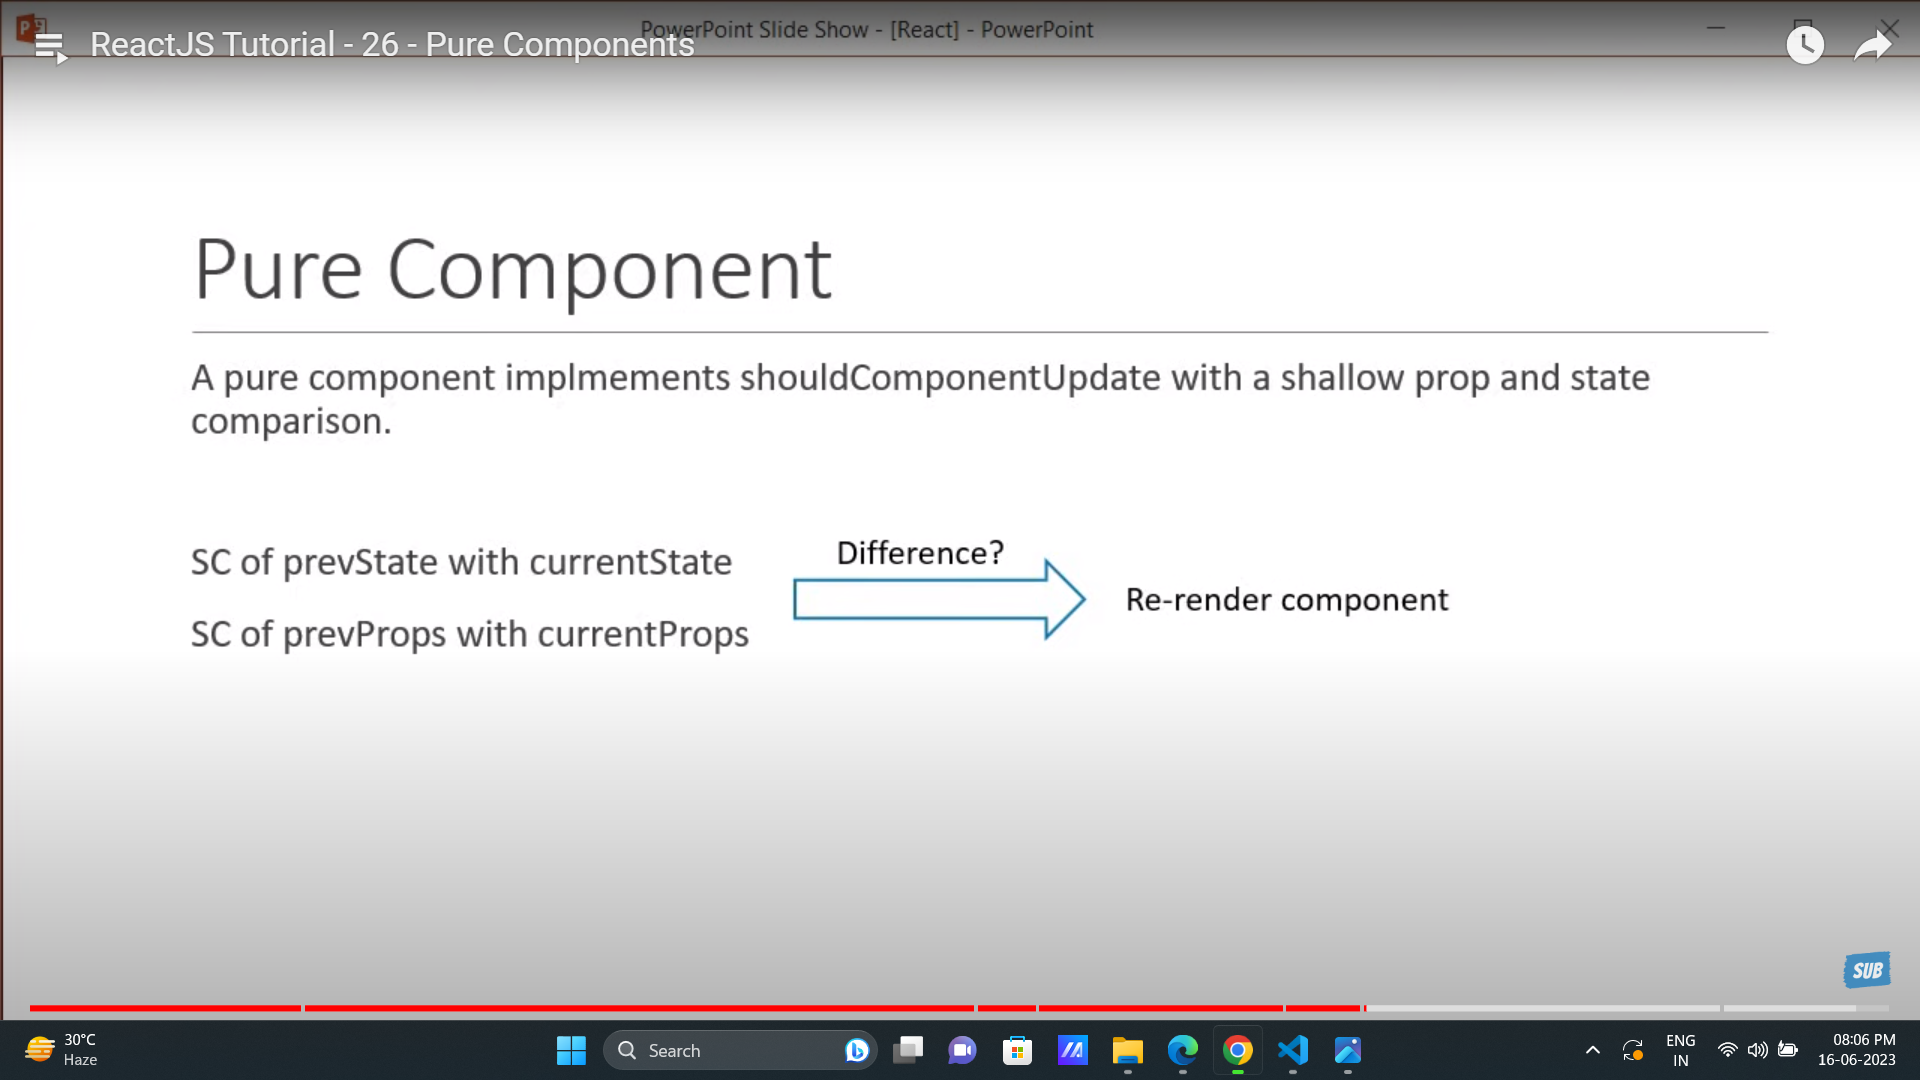 PowerPoint Slide Show - [React] - PowerPoint
ReactJS Tutorial - 26 - Pure Components
Pure Component
A pure component implmements shouldComponentUpdate with a shallow prop and state
comparison.
SC of prevState with currentState
SC of prevProps with currentProps
Difference?
Re-render component
SUB
30°C
Haze
Search
ENG
IN
08:06 PM
16-06-2023